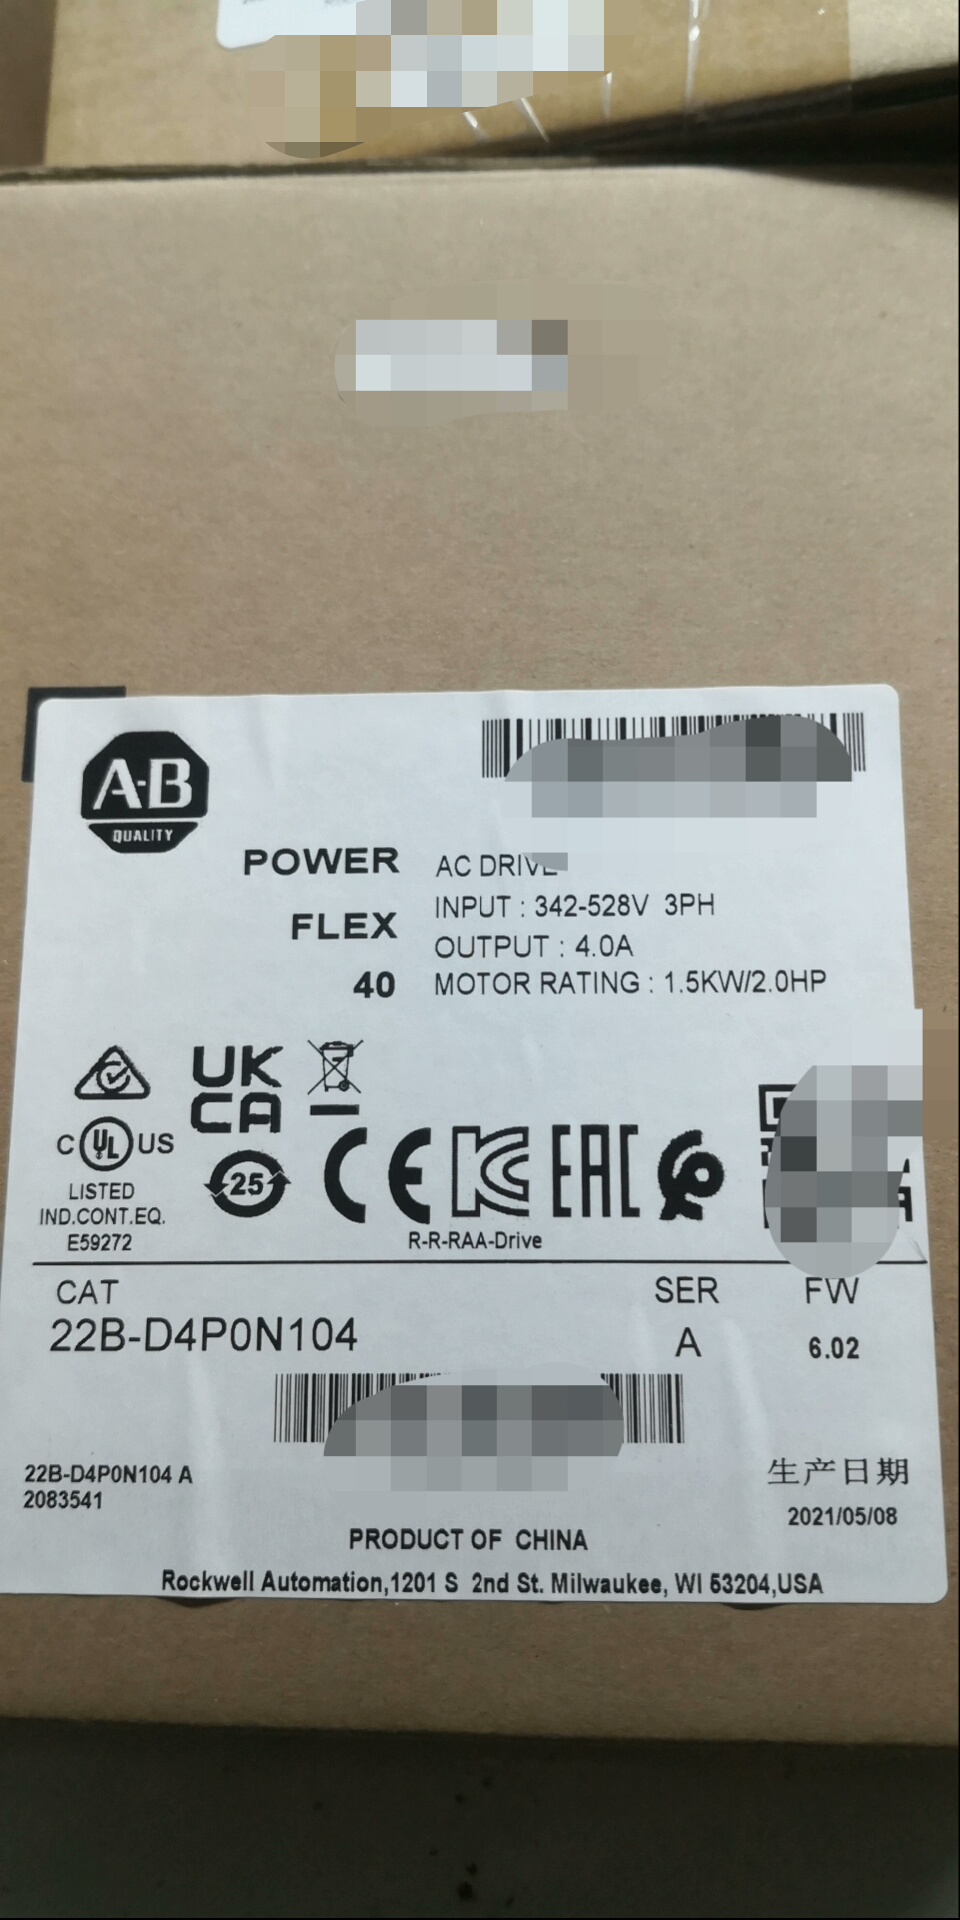 A-B
QUALITY
POWER
FLEX
40
AC DRIVE
INPUT : 342-528V 3PH
OUTPUT : 4.0A
MOTOR RATING : 1.5KW/2.0HP
UK
CA
C UL US
LISTED
IND.CONT.EQ.
E59272
25
CE
EAC
R-R-RAA-Drive
CAT
22B-D4P0N104
SER
A
FW
6.02
22B-D4P0N104 A
2083541
生产日期
2021/05/08
PRODUCT OF CHINA
Rockwell Automation,1201 S 2nd St. Milwaukee, WI 53204,USA